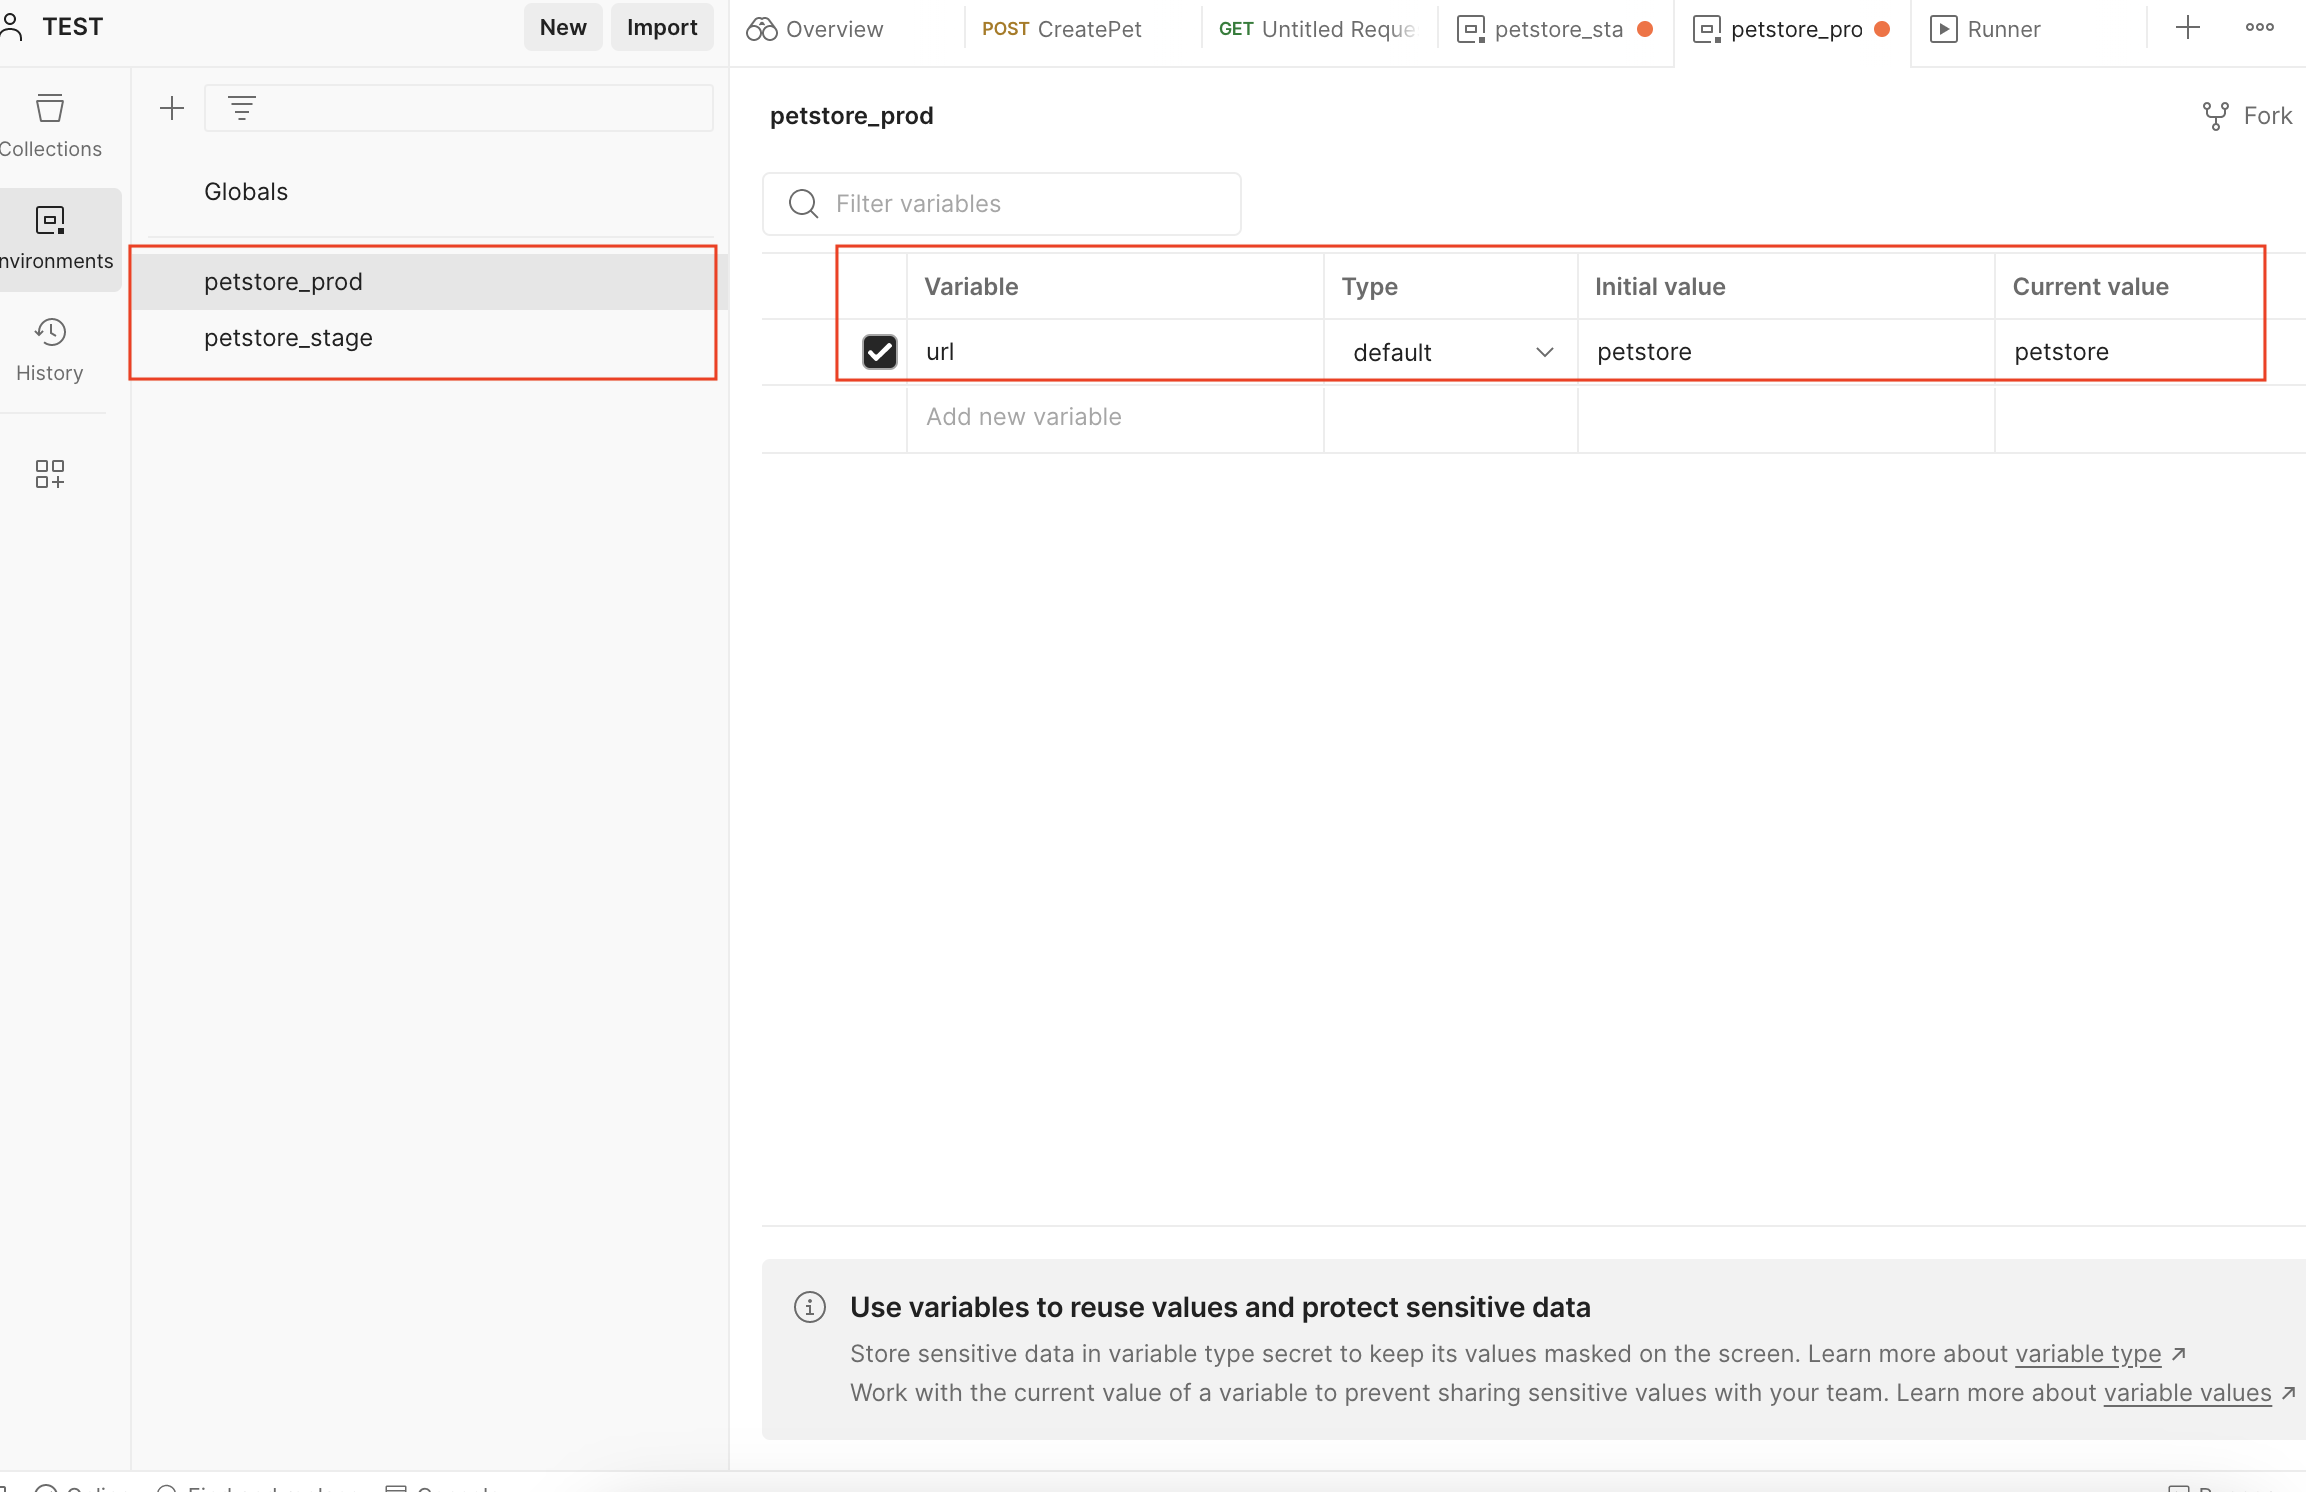 TEST
New
Import
Overview
POST CreatePet
GET Untitled Reque
petstore_sta
petstore_pro
Runner
Collections
nvironments
History
Globals
petstore_prod
petstore_stage
petstore_prod
Fork
Filter variables
Variable Type Initial value Current value
url default petstore petstore
Add new variable
Use variables to reuse values and protect sensitive data
Store sensitive data in variable type secret to keep its values masked on the screen. Learn more about variable type ↗
Work with the current value of a variable to prevent sharing sensitive values with your team. Learn more about variable values ↗